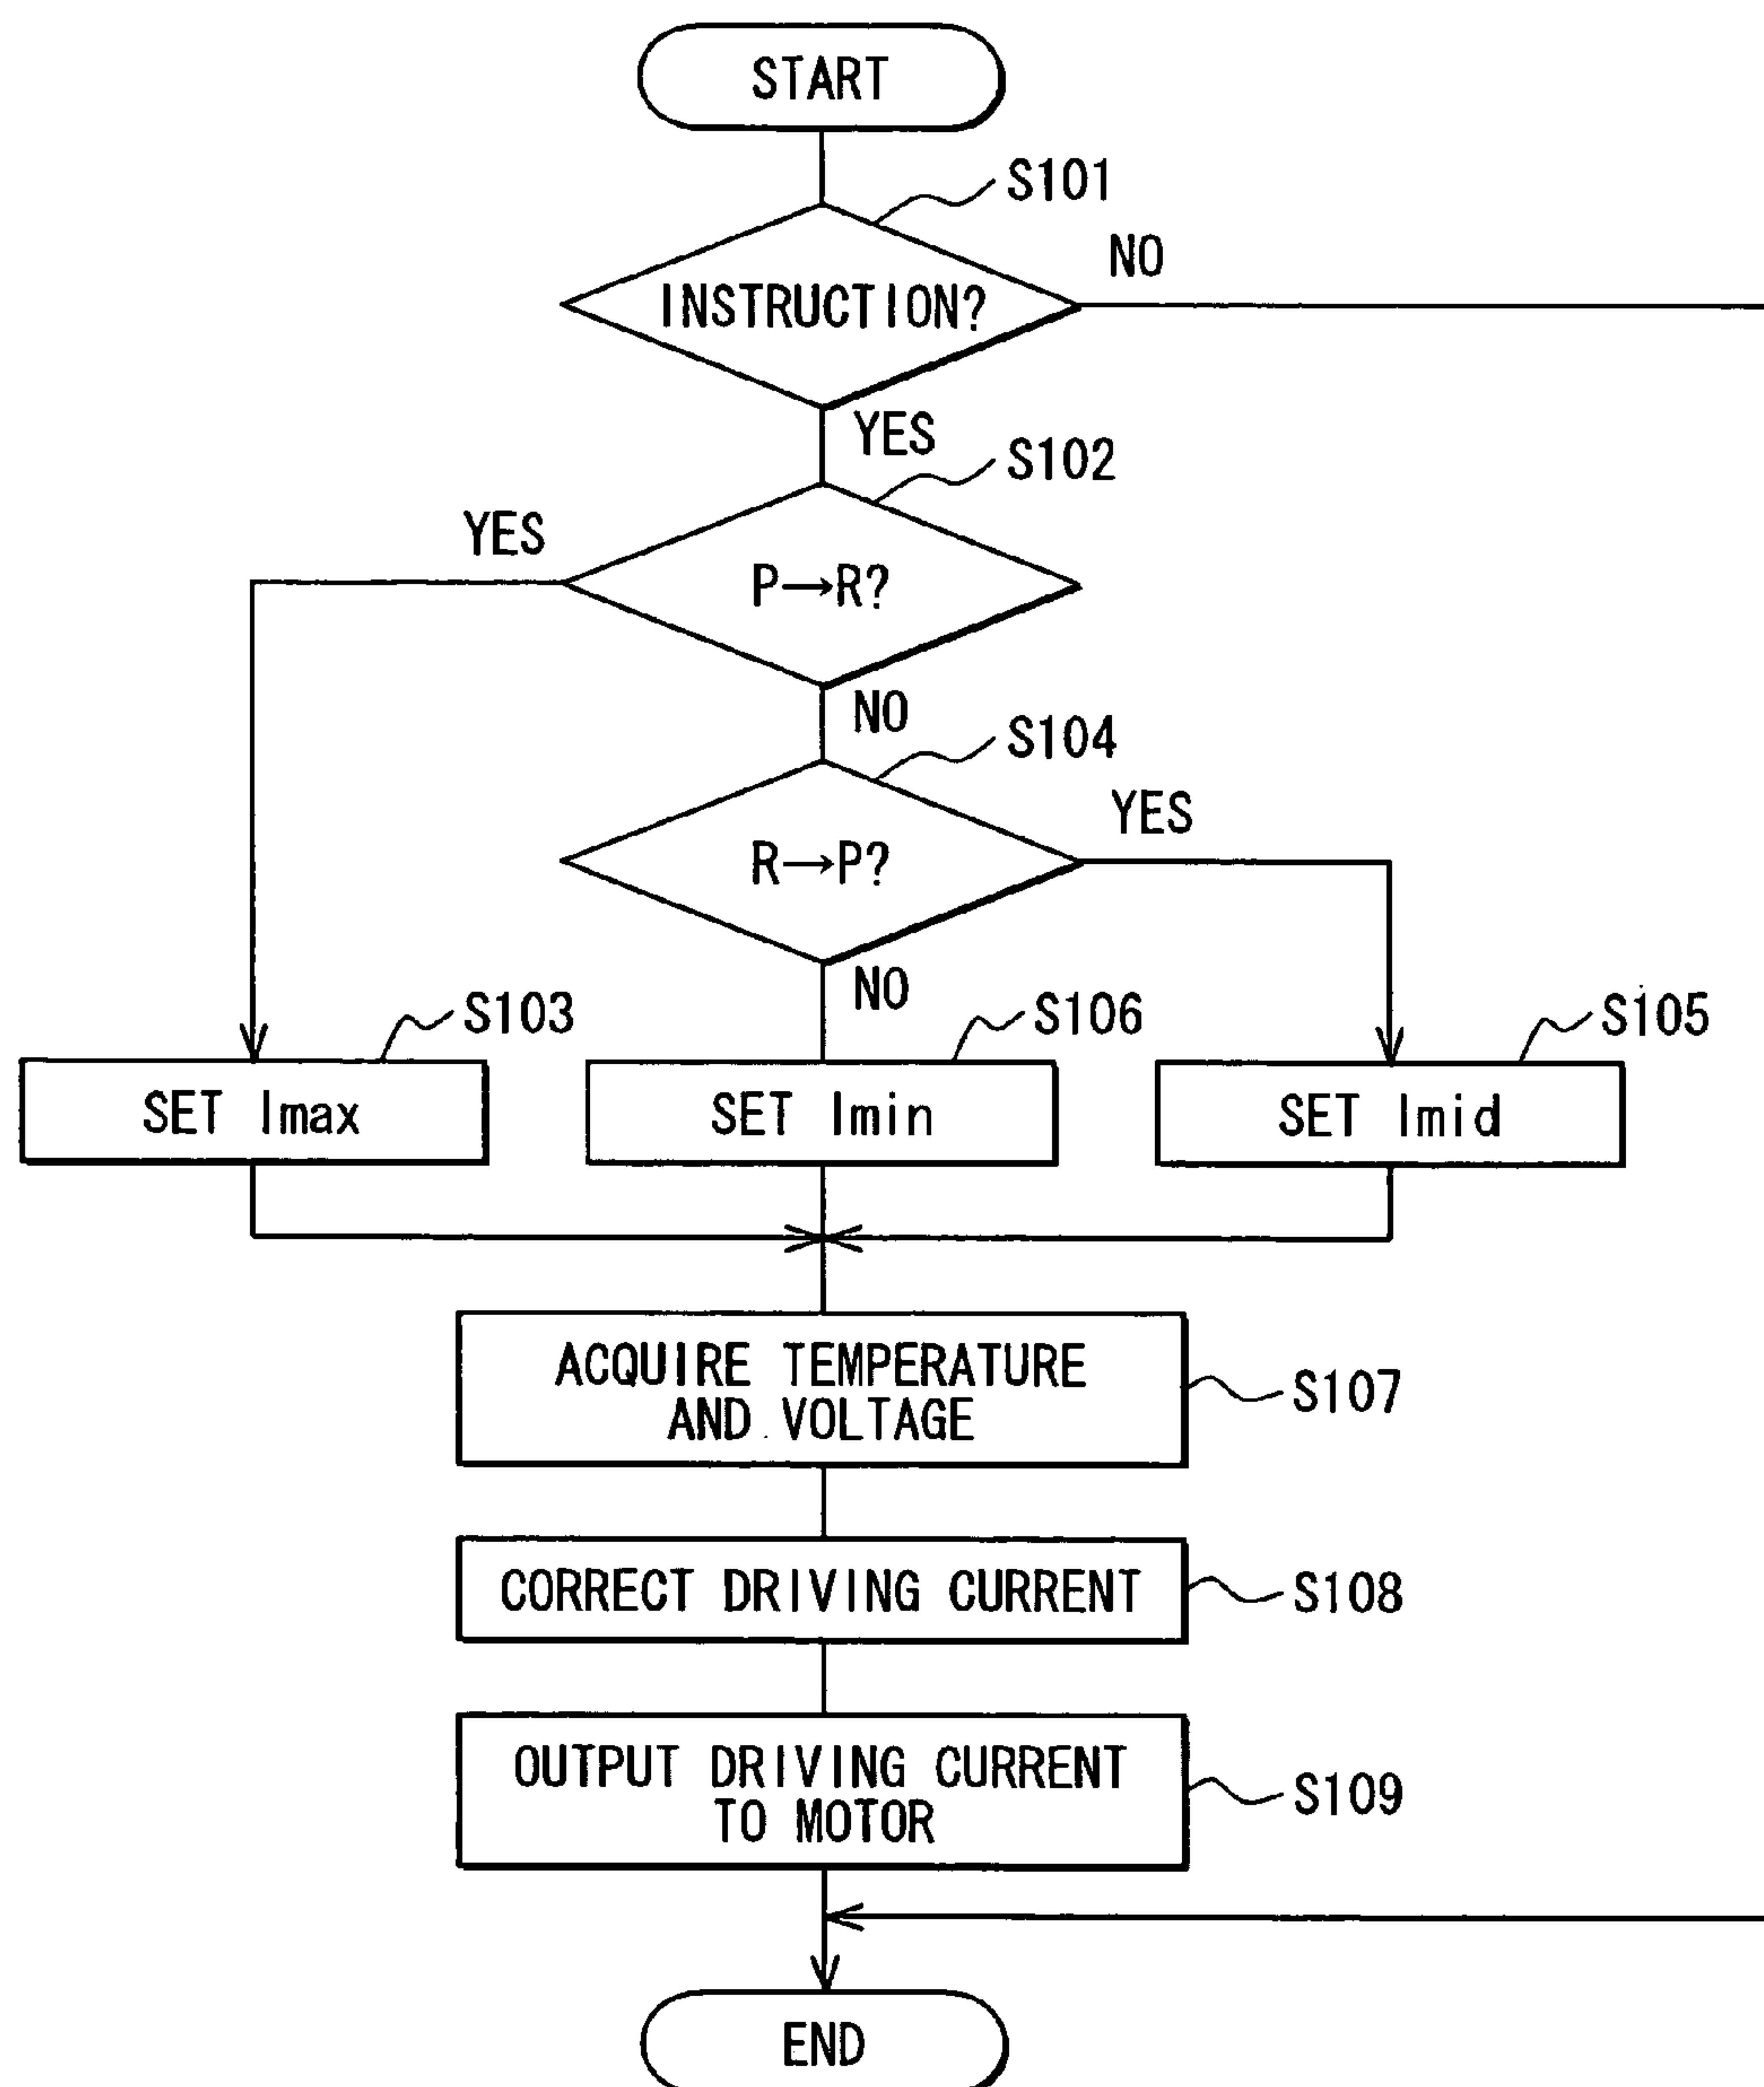 START
S101
NO
INSTRUCTION?
YES
S102
YES
P→R?
NO
S104
YES
R→P?
NO
S103
S106
S105
SET Imax
SET Imin
SET Imid
ACQUIRE TEMPERATURE
AND VOLTAGE
S107
CORRECT DRIVING CURRENT
S108
OUTPUT DRIVING CURRENT
TO MOTOR
S109
END